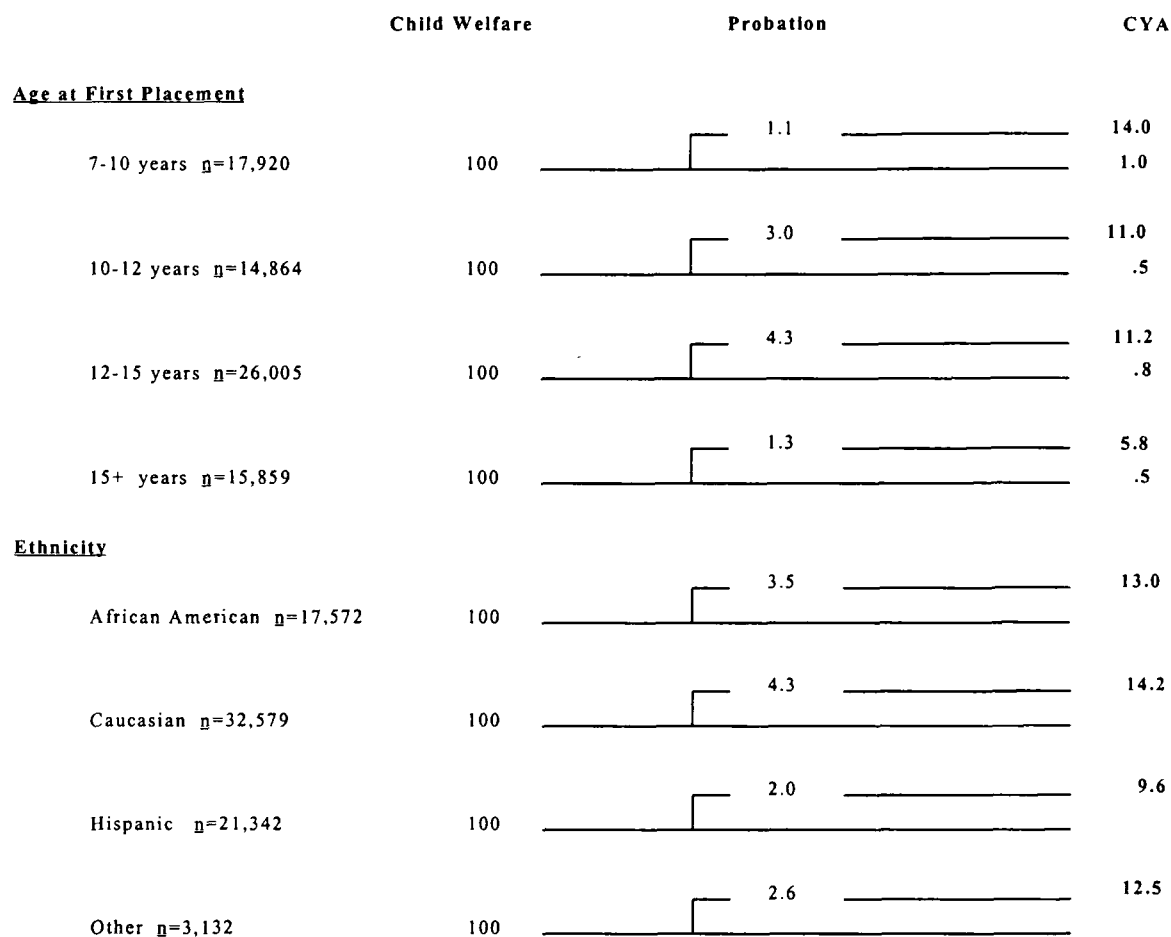 Child Welfare Probation CYA
Age at First Placement
1.1 14.0
7-10 years n=17,920 100 1.0
3.0 11.0
10-12 years n=14,864 100 .5
4.3 11.2
12-15 years n=26,005 100 .8
1.3 5.8
15+ years n=15,859 100 .5
Ethnicity
3.5 13.0
African American n=17,572 100
4.3 14.2
Caucasian n=32,579 100
2.0 9.6
Hispanic n=21,342 100
2.6 12.5
Other n=3,132 100